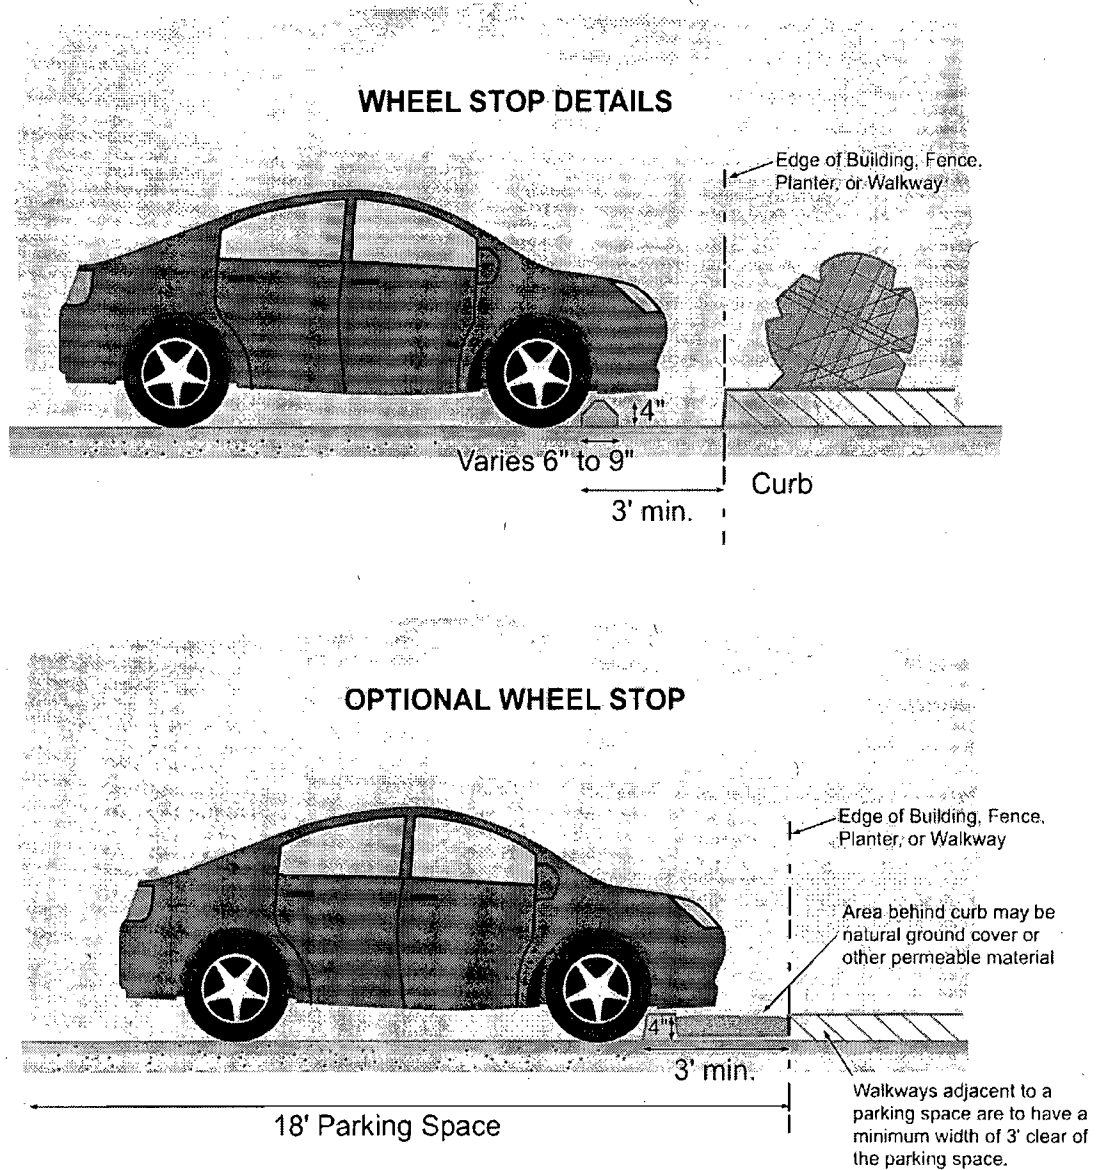 WHEEL STOP DETAILS
Edge of Building, Fence,
Planter, or Walkway
4"
Varies 6" to 9"
Curb
3' min.
OPTIONAL WHEEL STOP
Edge of Building, Fence,
Planter, or Walkway
Area behind curb may be
natural ground cover or
other permeable material
4"
3' min.
18' Parking Space
Walkways adjacent to a
parking space are to have a
minimum width of 3' clear of
the parking space.